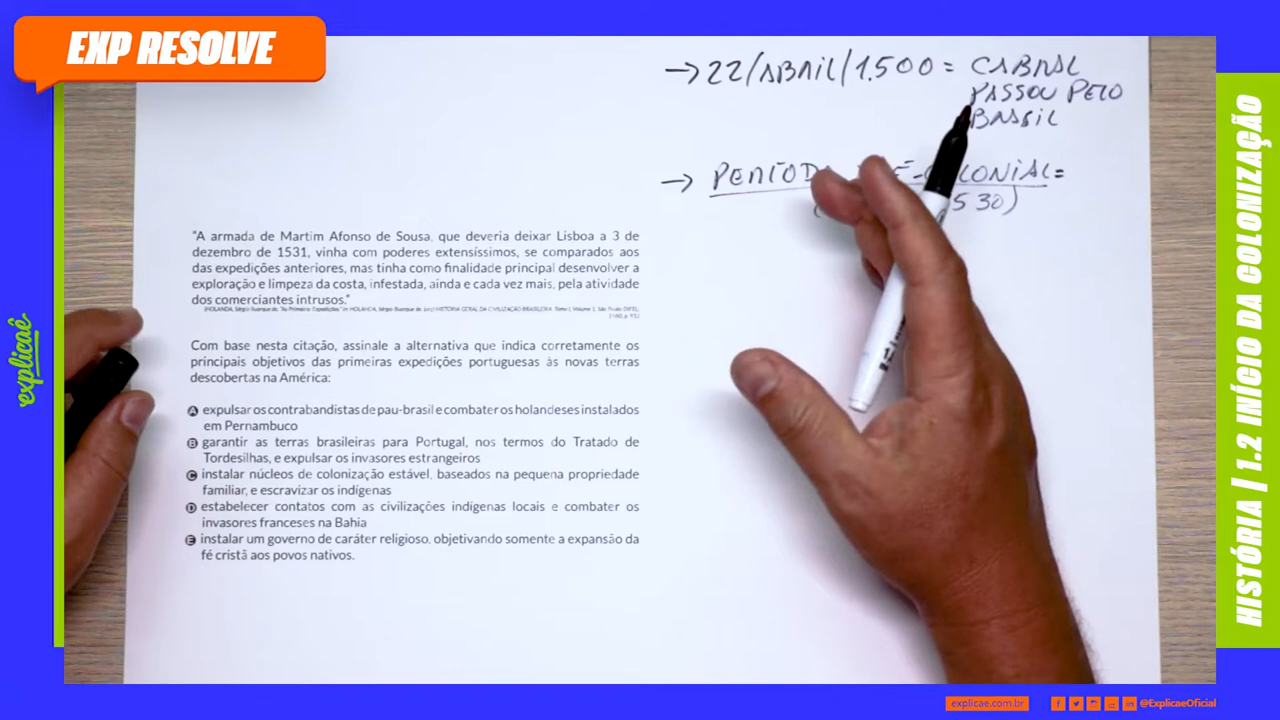 EXP RESOLVE
→ 22/ABRIL/1.500 = CABRAL
PASSOU PELO
BRASIL
→ PERÍODO -COLONIAL =
530)
"A armada de Martim Afonso de Sousa, que deveria deixar Lisboa a 3 de
dezembro de 1531, vinha com poderes extensíssimos, se comparados aos
das expedições anteriores, mas tinha como finalidade principal desenvolver a
exploração e limpeza da costa, infestada, ainda e cada vez mais, pela atividade
dos comerciantes intrusos."
Com base nesta citação, assinale a alternativa que indica corretamente os
principais objetivos das primeiras expedições portuguesas às novas terras
descobertas na América:
A expulsar os contrabandistas de pau-brasil e combater os holandeses instalados
em Pernambuco
B garantir as terras brasileiras para Portugal, nos termos do Tratado de
Tordesilhas, e expulsar os invasores estrangeiros
C instalar núcleos de colonização estável, baseados na pequena propriedade
familiar, e escravizar os indígenas
D estabelecer contatos com as civilizações indígenas locais e combater os
invasores franceses na Bahia
E instalar um governo de caráter religioso, objetivando somente a expansão da
fé cristã aos povos nativos.
explicaê
HISTÓRIA | 1.2 INÍCIO DA COLONIZAÇÃO
explicae.com.br
@ExplicaeOficial